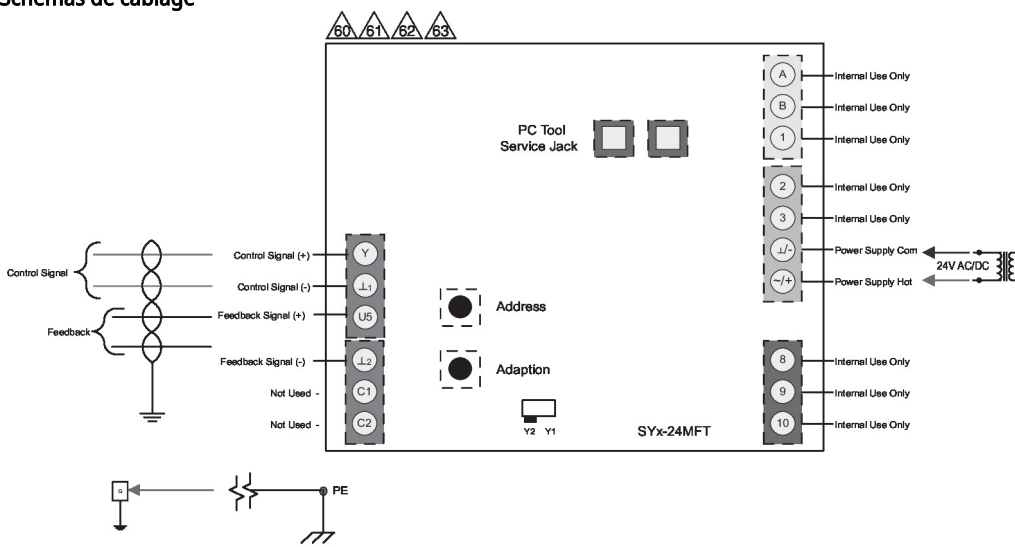 Schémas de câblage
60 61 62 63
PC Tool
Service Jack
A Internal Use Only
B Internal Use Only
1 Internal Use Only
2 Internal Use Only
3 Internal Use Only
⊥/- Power Supply Com
~/+ Power Supply Hot
24V AC/DC
Control Signal
Feedback
Control Signal (+) Y
Control Signal (-) ⊥1
Feedback Signal (+) U5
Feedback Signal (-) ⊥2
Not Used - C1
Not Used - C2
Address
Adaption
Y2 Y1
SYx-24MFT
8 Internal Use Only
9 Internal Use Only
10 Internal Use Only
G
PE